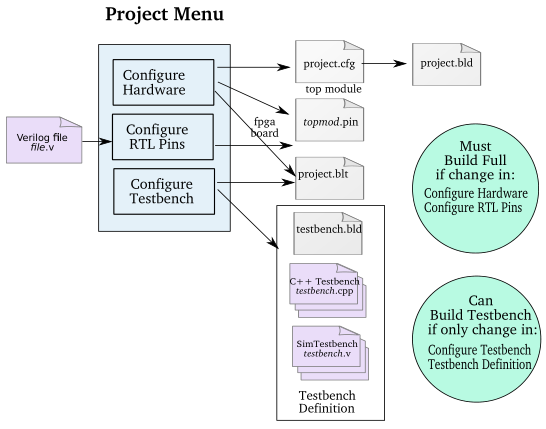 Project Menu
Configure
Hardware
Configure
RTL Pins
Configure
Testbench
Verilog file
file.v
project.cfg
top module
project.bld
topmod.pin
fpga
board
project.blt
testbench.bld
C++ Testbench
testbench.cpp
SimTestbench
testbench.v
Testbench
Definition
Must
Build Full
if change in:
Configure Hardware
Configure RTL Pins
Can
Build Testbench
if only change in:
Configure Testbench
Testbench Definition